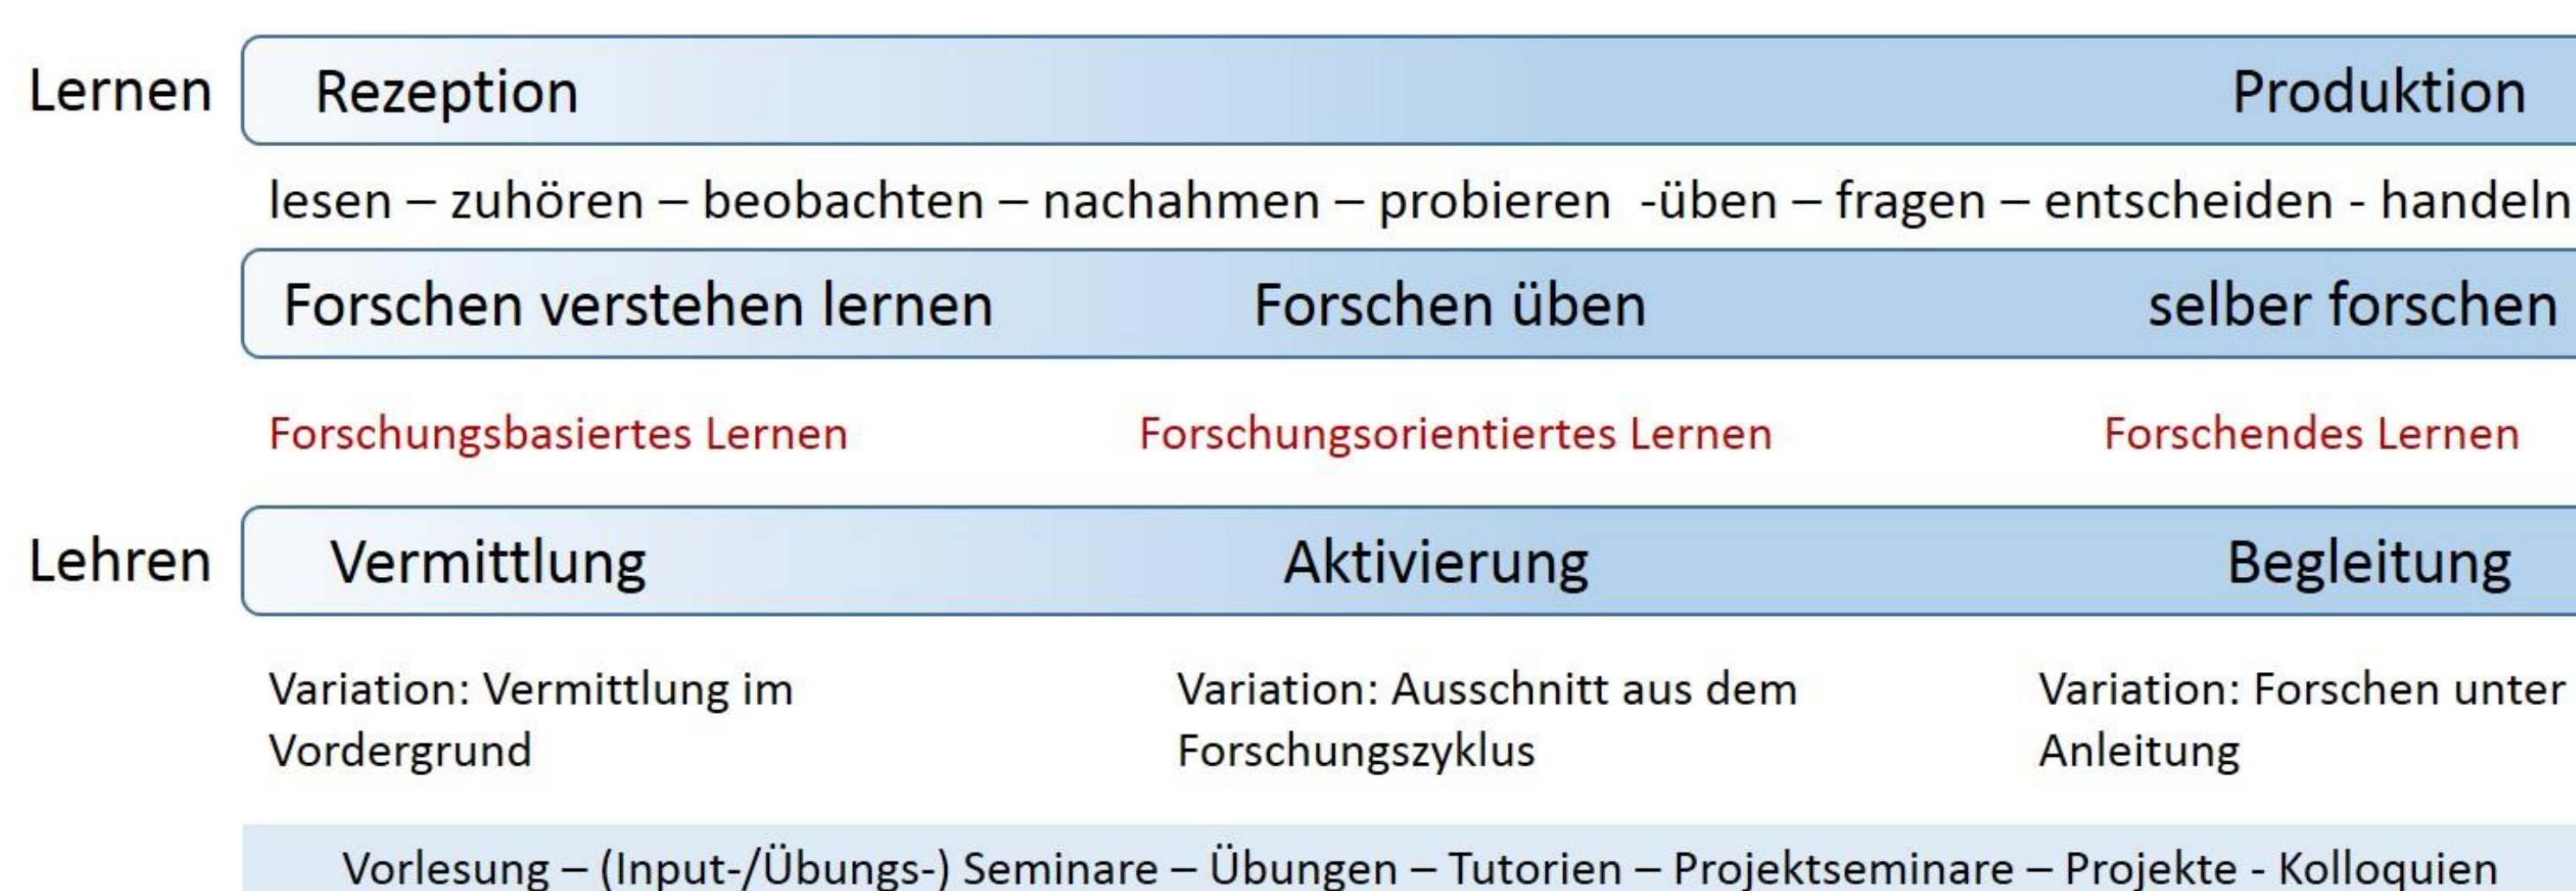 Lernen Rezeption Produktion
lesen – zuhören – beobachten – nachahmen – probieren -üben – fragen – entscheiden - handeln
Forschen verstehen lernen Forschen üben selber forschen
Forschungsbasiertes Lernen Forschungsorientiertes Lernen Forschendes Lernen
Lehren Vermittlung Aktivierung Begleitung
Variation: Vermittlung im Variation: Ausschnitt aus dem Variation: Forschen unter
Vordergrund Forschungszyklus Anleitung
Vorlesung – (Input-/Übungs-) Seminare – Übungen – Tutorien – Projektseminare – Projekte - Kolloquien